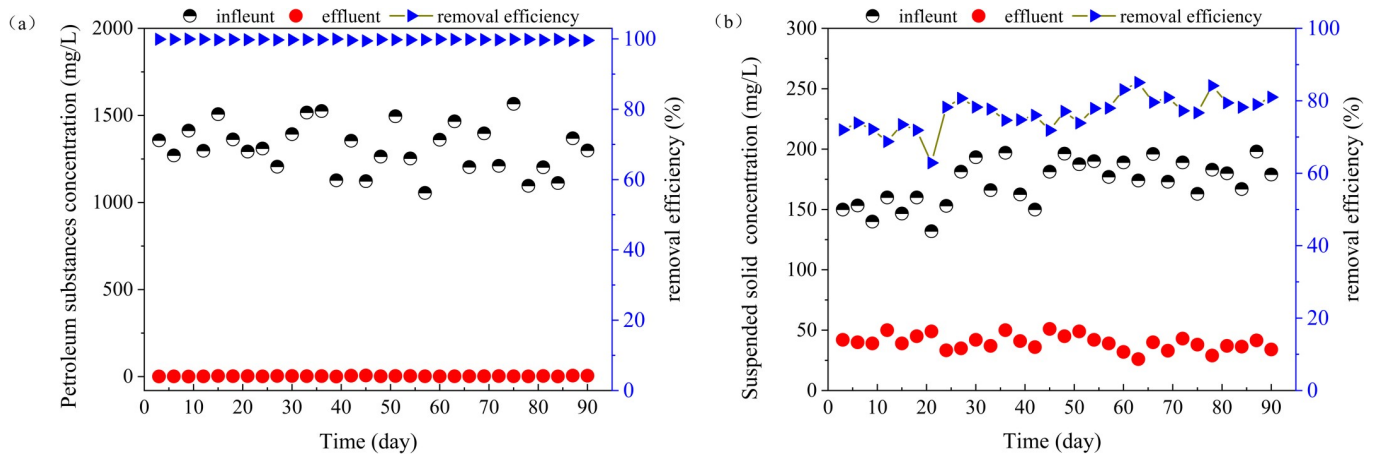 (a)
infleunt effluent removal efficiency
Petroleum substances concentration (mg/L)
2000
1500
1000
500
0
0 10 20 30 40 50 60 70 80 90
Time (day)
100
80
60
40
20
0
removal efficiency (%)
(b)
infleunt effluent removal efficiency
Suspended solid concentration (mg/L)
300
250
200
150
100
50
0
0 10 20 30 40 50 60 70 80 90
Time (day)
100
80
60
40
20
0
removal efficiency (%)